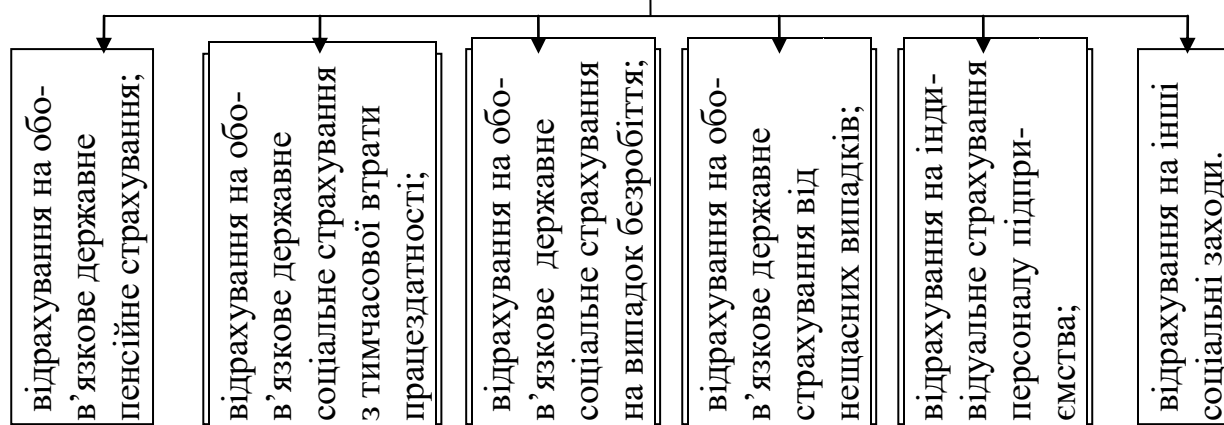 відрахування на обо-
в’язкове державне
пенсійне страхування;
відрахування на обо-
в’язкове державне
соціальне страхування
з тимчасової втрати
працездатності;
відрахування на обо-
в’язкове державне
соціальне страхування
на випадок безробіття;
відрахування на обо-
в’язкове державне
страхування від
нещасних випадків;
відрахування на інди-
відуальне страхування
персоналу підпри-
ємства;
відрахування на інші
соціальні заходи.